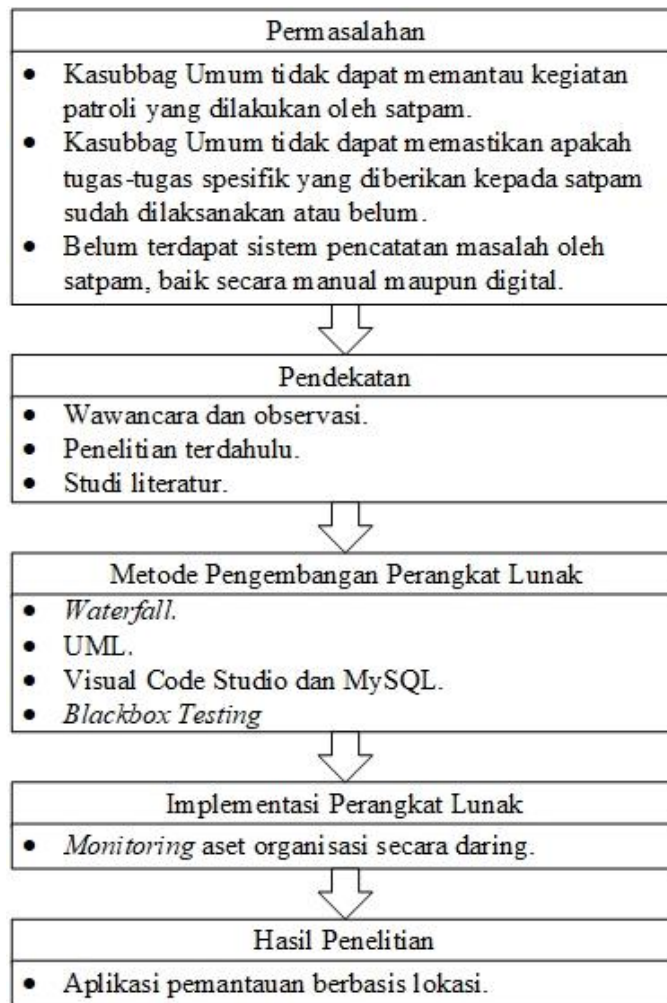 Permasalahan
• Kasubbag Umum tidak dapat memantau kegiatan
patroli yang dilakukan oleh satpam.
• Kasubbag Umum tidak dapat memastikan apakah
tugas-tugas spesifik yang diberikan kepada satpam
sudah dilaksanakan atau belum.
• Belum terdapat sistem pencatatan masalah oleh
satpam, baik secara manual maupun digital.
Pendekatan
• Wawancara dan observasi.
• Penelitian terdahulu.
• Studi literatur.
Metode Pengembangan Perangkat Lunak
• Waterfall.
• UML.
• Visual Code Studio dan MySQL.
• Blackbox Testing
Implementasi Perangkat Lunak
• Monitoring aset organisasi secara daring.
Hasil Penelitian
• Aplikasi pemantauan berbasis lokasi.